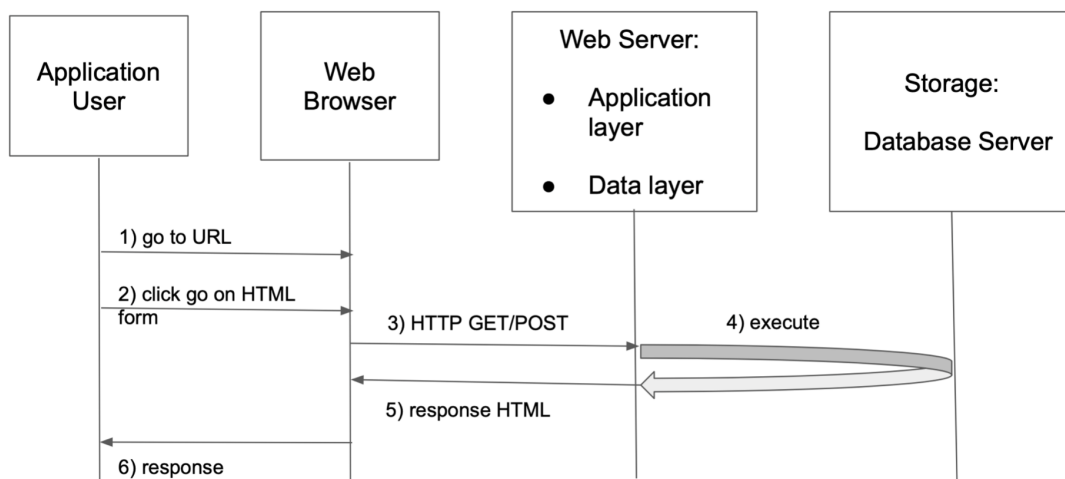 Application
User
Web
Browser
Web Server:
● Application
layer
● Data layer
Storage:
Database Server
1) go to URL
2) click go on HTML
form
3) HTTP GET/POST
4) execute
5) response HTML
6) response